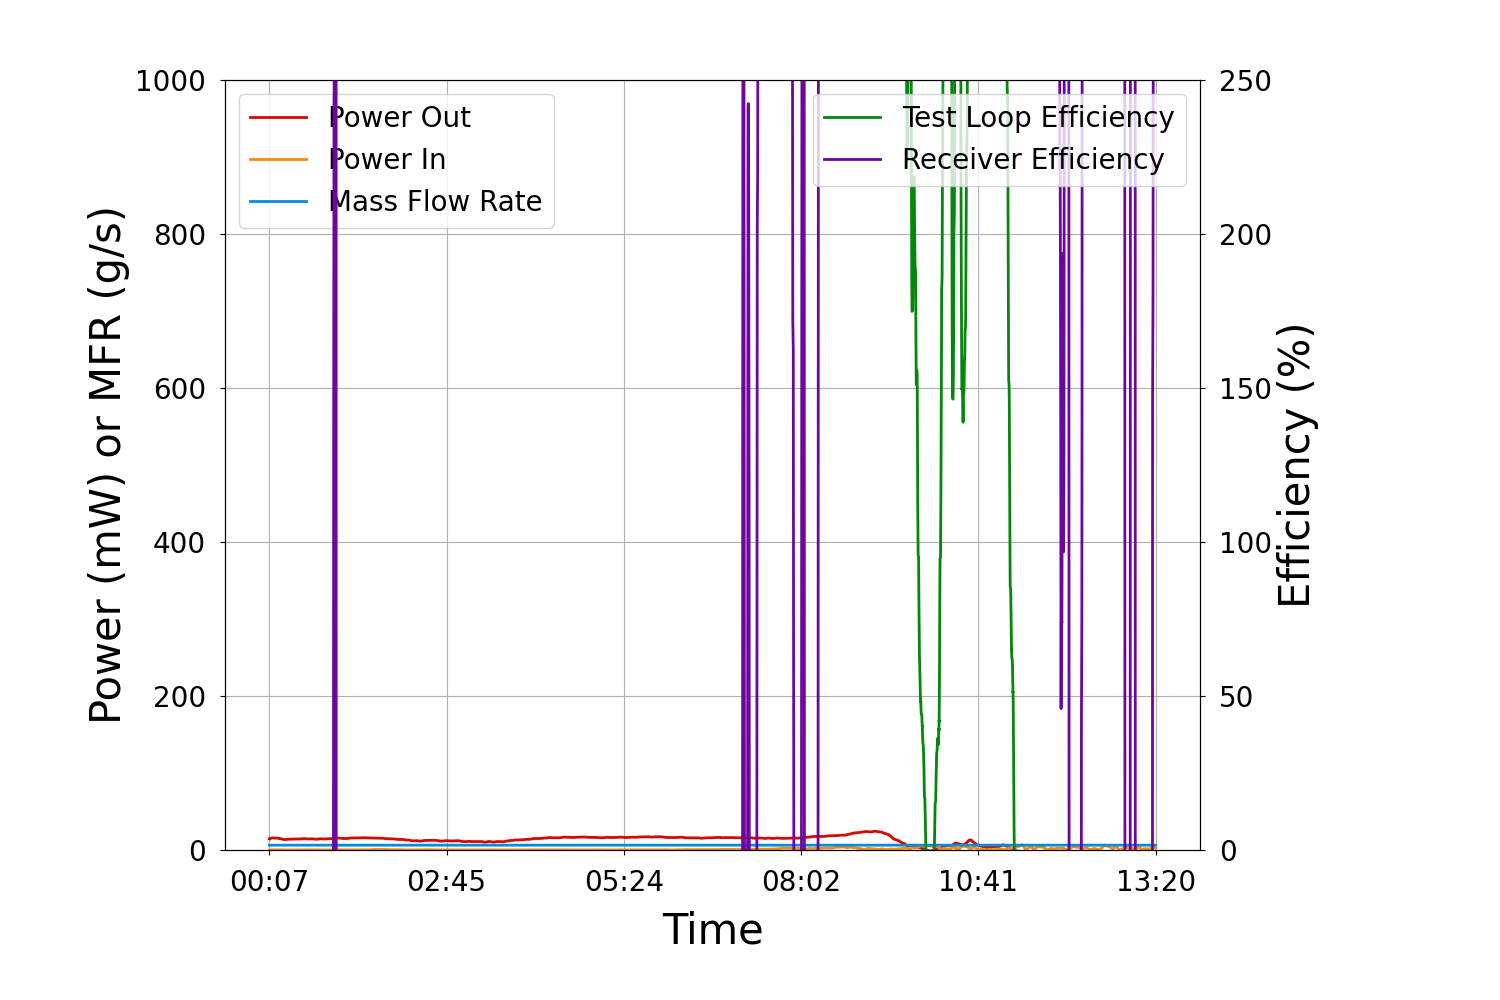 1000
800
600
400
200
0
Power (mW) or MFR (g/s)
Power Out
Power In
Mass Flow Rate
Test Loop Efficiency
Receiver Efficiency
250
200
150
100
50
0
Efficiency (%)
00:07 02:45 05:24 08:02 10:41 13:20
Time